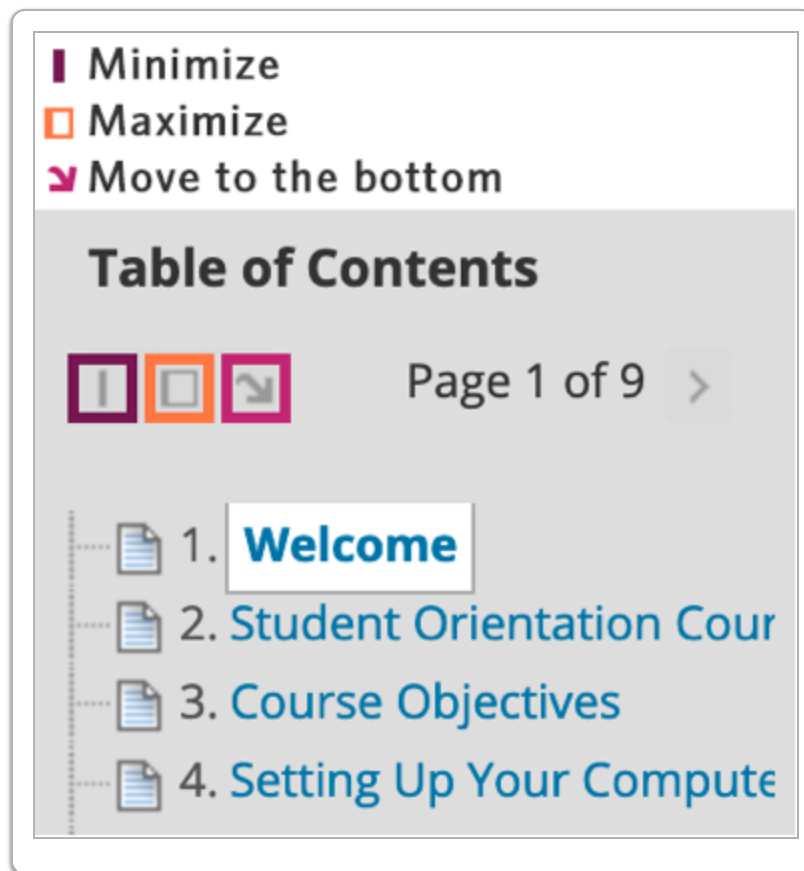 Minimize
Maximize
Move to the bottom
Table of Contents
Page 1 of 9
1. Welcome
2. Student Orientation Cour
3. Course Objectives
4. Setting Up Your Compute